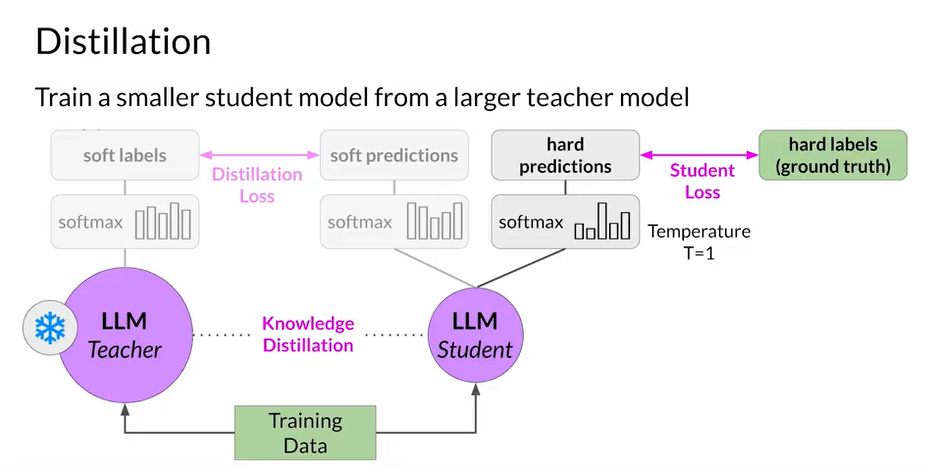 Distillation
Train a smaller student model from a larger teacher model
soft labels
Distillation
Loss
soft predictions
hard
predictions
Student
Loss
hard labels
(ground truth)
softmax
softmax
softmax
Temperature
T=1
LLM
Teacher
Knowledge
Distillation
LLM
Student
Training
Data